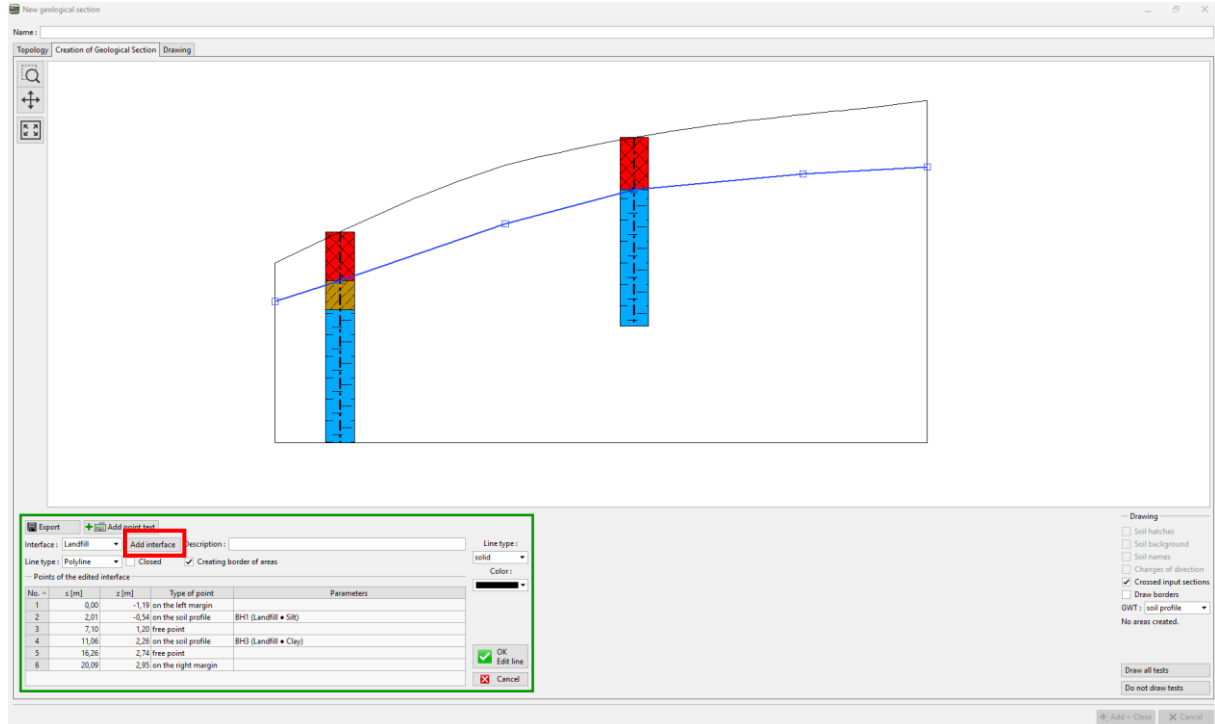 New geological section
Name :
Topology Creation of Geological Section Drawing
Export Add point text
Interface : Landfill Add interface Description :
Line type : Polyline Closed Creating border of areas
Points of the edited interface
No. s [m] z [m] Type of point Parameters
1 0,00 -1,19 on the left margin
2 2,01 -0,54 on the soil profile BH1 (Landfill ● Silt)
3 7,10 1,20 free point
4 11,06 2,26 on the soil profile BH3 (Landfill ● Clay)
5 16,26 2,74 free point
6 20,09 2,95 on the right margin
Line type :
solid
Color :
OK
Edit line
Cancel
Drawing
Soil hatches
Soil background
Soil names
Changes of direction
Crossed input sections
Draw borders
GWT : soil profile
No areas created.
Draw all tests
Do not draw tests
Add + Close Cancel